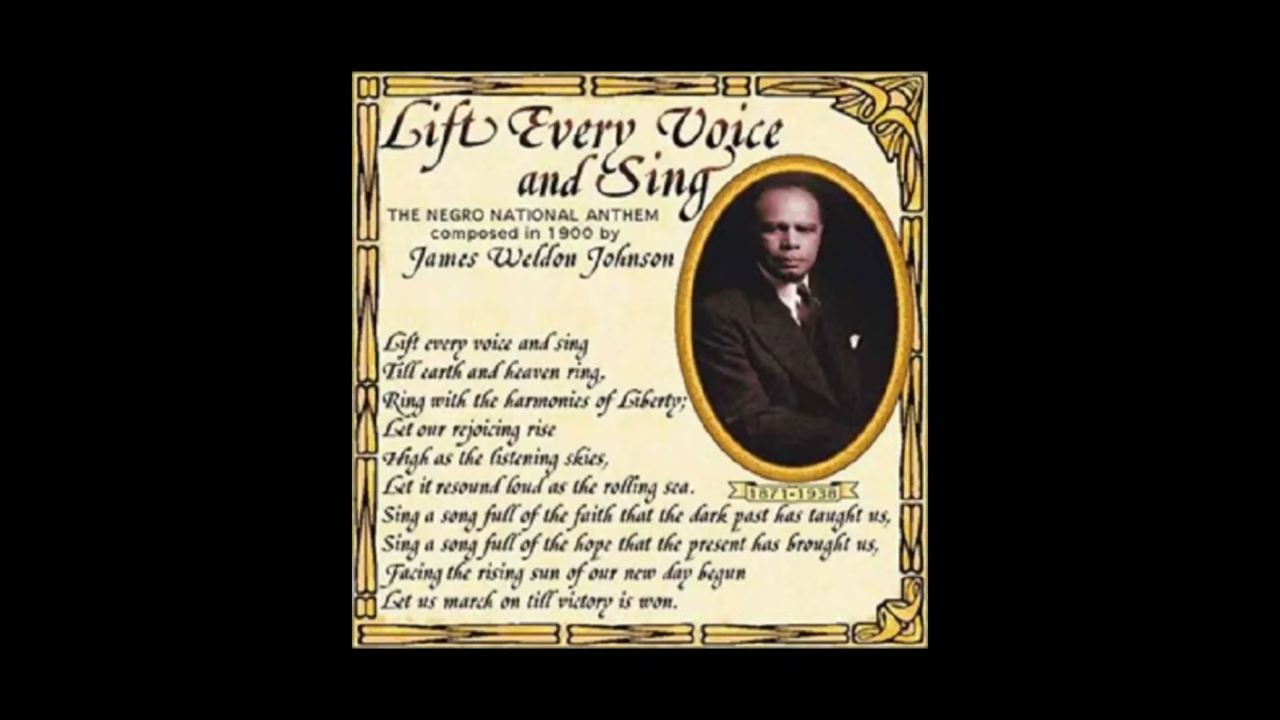 Lift Every Voice
and Sing
THE NEGRO NATIONAL ANTHEM
composed in 1900 by
James Weldon Johnson
Lift every voice and sing
Till earth and heaven ring,
Ring with the harmonies of Liberty;
Let our rejoicing rise
High as the listening skies,
Let it resound loud as the rolling sea.
1871-1938
Sing a song full of the faith that the dark past has taught us,
Sing a song full of the hope that the present has brought us,
Facing the rising sun of our new day begun
Let us march on till victory is won.